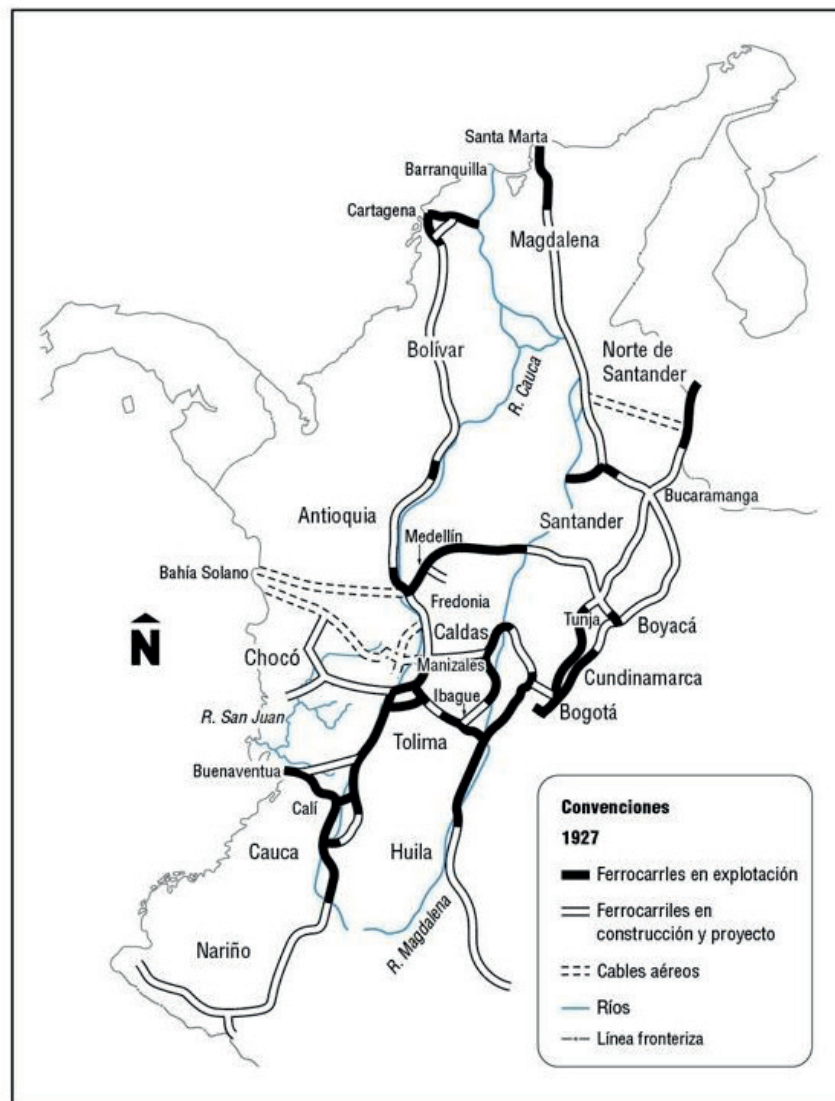 Santa Marta
Barranquilla
Cartagena
Magdalena
Bolívar
R. Cauca
Norte de
Santander
Bucaramanga
Antioquia
Santander
Medellín
Bahía Solano
Fredonia
Tunja
Boyacá
Caldas
N
Chocó
Manizales
Cundinamarca
Ibague
Bogotá
R. San Juan
Tolima
Buenaventua
Calí
Cauca
Huila
R. Magdalena
Nariño
Convenciones
1927
Ferrocarrles en explotación
Ferrocarriles en
construcción y proyecto
Cables aéreos
Ríos
Línea fronteriza